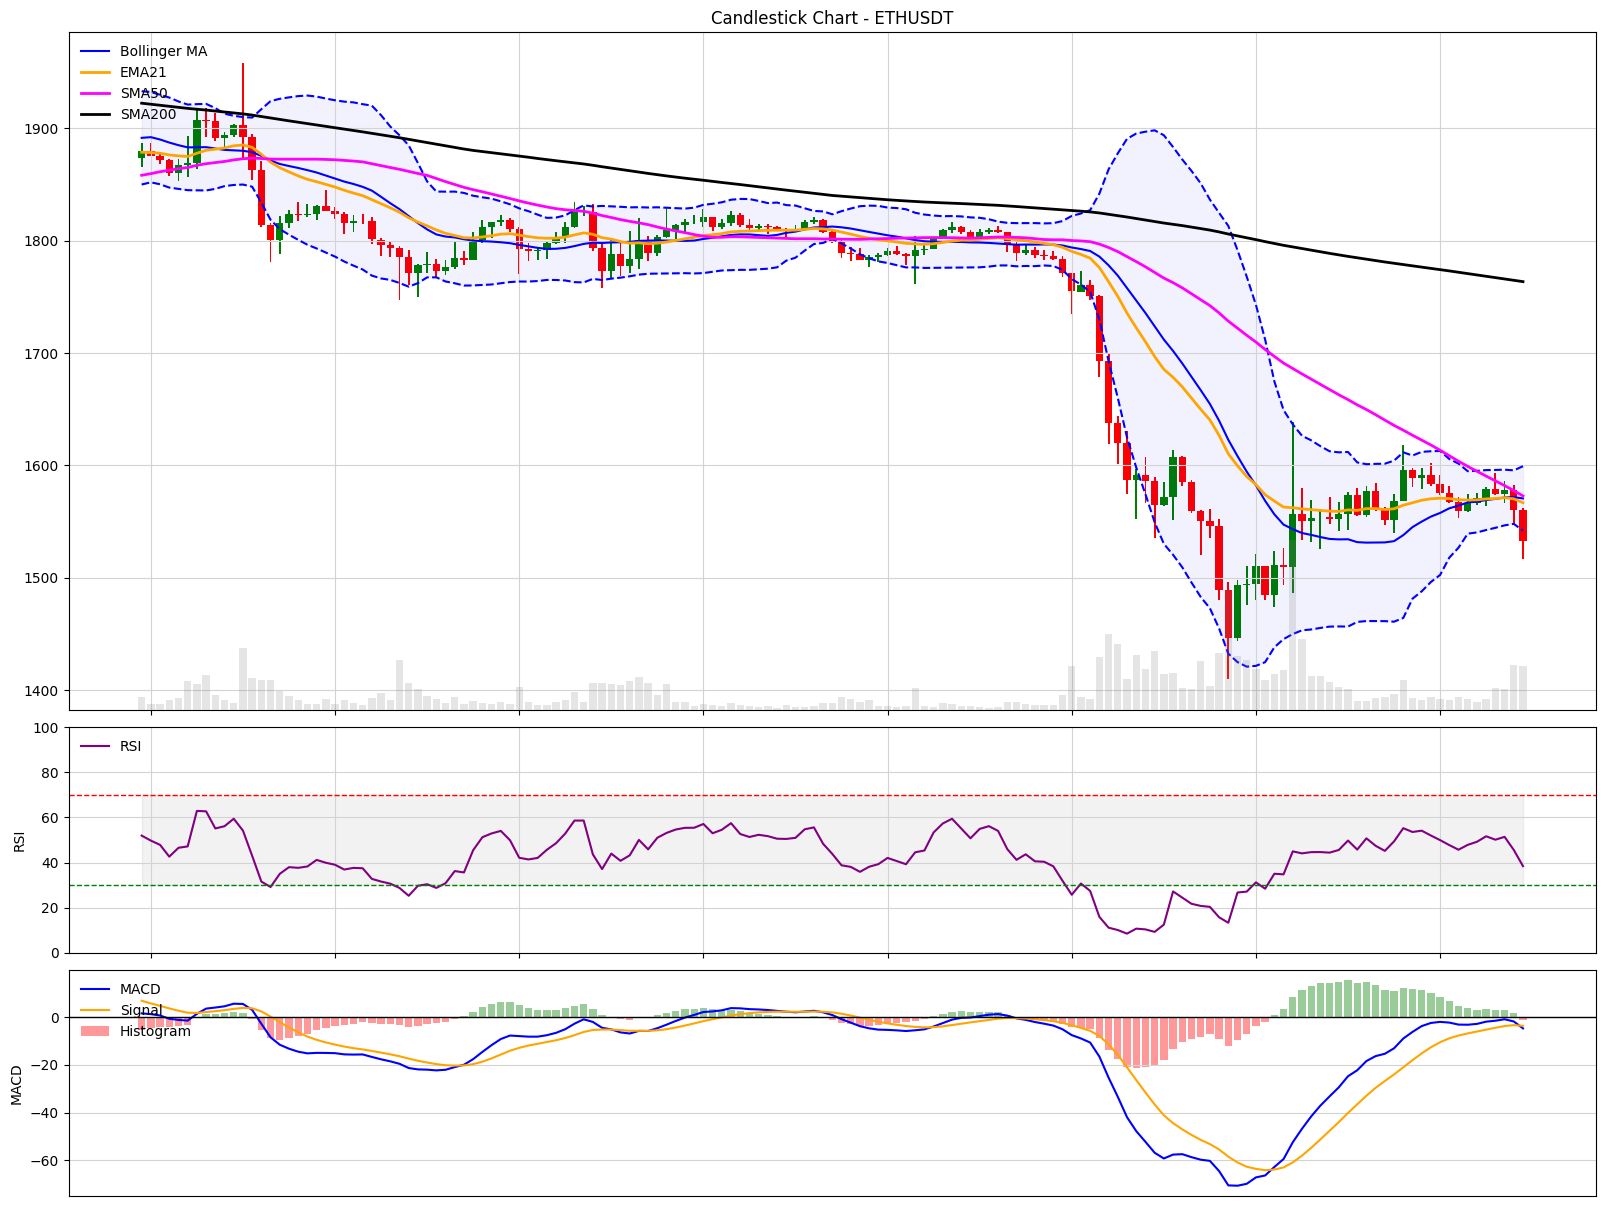 Candlestick Chart - ETHUSDT
Bollinger MA
EMA21
SMA50
SMA200
1900
1800
1700
1600
1500
1400
RSI
100
80
60
40
20
0
RSI
MACD
Signal
Histogram
0
−20
−40
−60
MACD